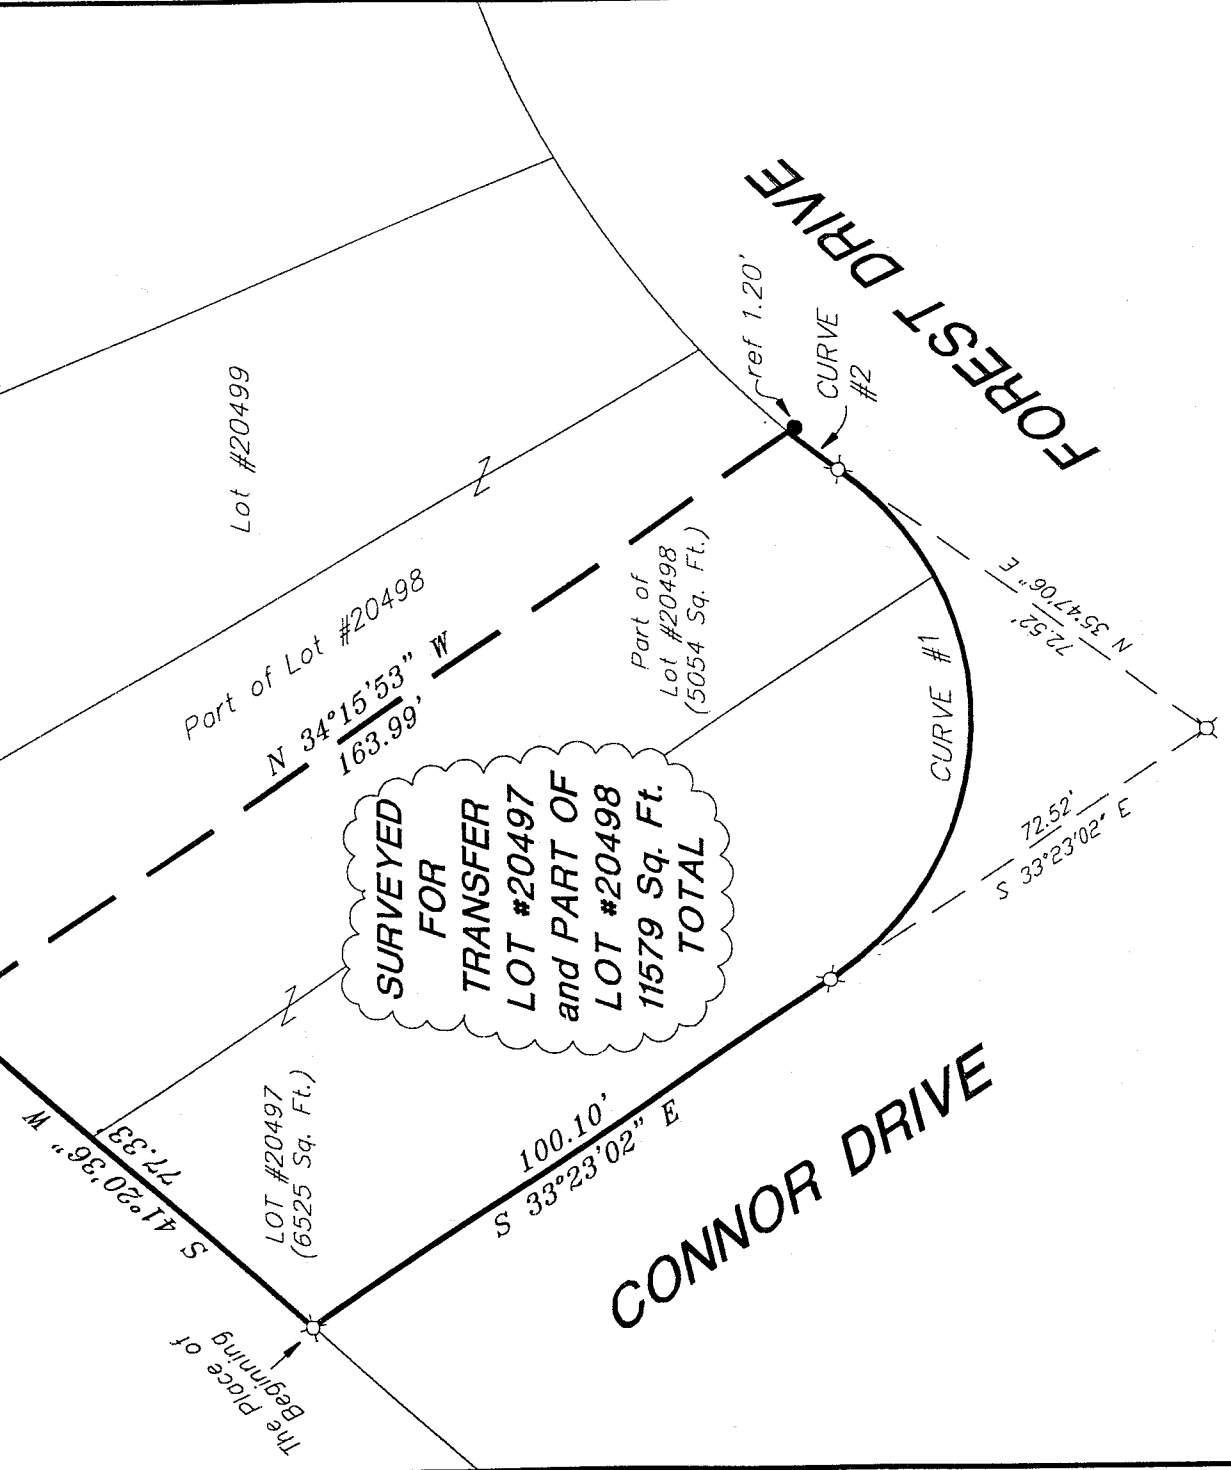 FOREST DRIVE
ref 1.20'
CURVE
#2
Lot #20499
Part of Lot #20498
N 34°15'53" W
163.99'
Part of
Lot #20498
(5054 Sq. Ft.)
N 35°47'06" E
72.52'
CURVE #1
SURVEYED
FOR
TRANSFER
LOT #20497
and PART OF
LOT #20498
11579 Sq. Ft.
TOTAL
72.52'
S 33°23'02" E
S 41°20'36" W
77.33'
LOT #20497
(6525 Sq. Ft.)
100.10'
S 33°23'02" E
CONNOR DRIVE
The Place of
Beginning